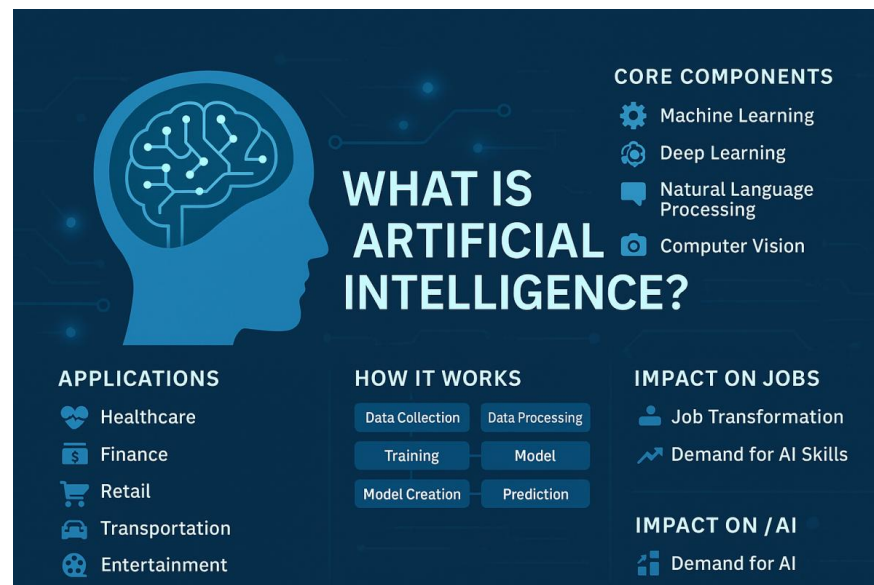 WHAT IS
ARTIFICIAL
INTELLIGENCE?
CORE COMPONENTS
Machine Learning
Deep Learning
Natural Language
Processing
Computer Vision
APPLICATIONS
Healthcare
$ Finance
Retail
Transportation
Entertainment
HOW IT WORKS
Data Collection
Data Processing
Training
Model
Model Creation
Prediction
IMPACT ON JOBS
Job Transformation
Demand for AI Skills
IMPACT ON / AI
Demand for AI